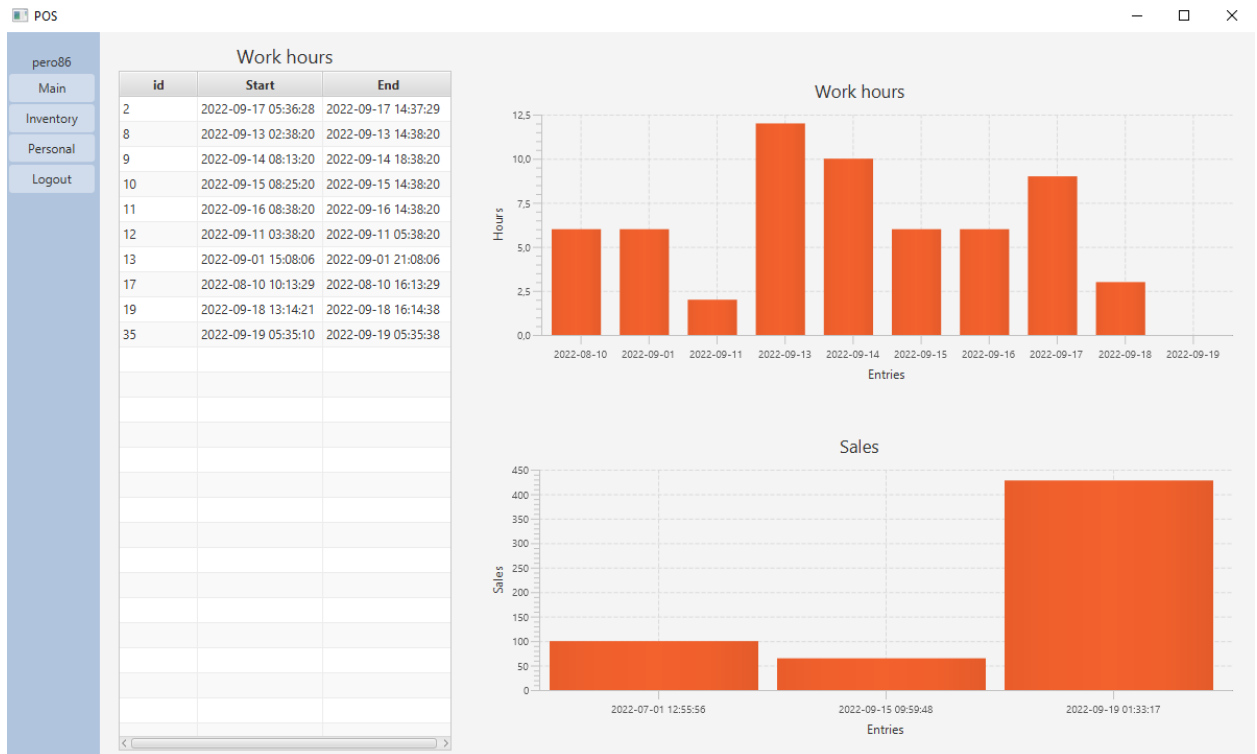 POS
pero86
Main
Inventory
Personal
Logout
Work hours
id Start End
2 2022-09-17 05:36:28 2022-09-17 14:37:29
8 2022-09-13 02:38:20 2022-09-13 14:38:20
9 2022-09-14 08:13:20 2022-09-14 18:38:20
10 2022-09-15 08:25:20 2022-09-15 14:38:20
11 2022-09-16 08:38:20 2022-09-16 14:38:20
12 2022-09-11 03:38:20 2022-09-11 05:38:20
13 2022-09-01 15:08:06 2022-09-01 21:08:06
17 2022-08-10 10:13:29 2022-08-10 16:13:29
19 2022-09-18 13:14:21 2022-09-18 16:14:38
35 2022-09-19 05:35:10 2022-09-19 05:35:38
Work hours
Hours
12,5
10,0
7,5
5,0
2,5
0,0
2022-08-10 2022-09-01 2022-09-11 2022-09-13 2022-09-14 2022-09-15 2022-09-16 2022-09-17 2022-09-18 2022-09-19
Entries
Sales
Sales
450
400
350
300
250
200
150
100
50
0
2022-07-01 12:55:56 2022-09-15 09:59:48 2022-09-19 01:33:17
Entries